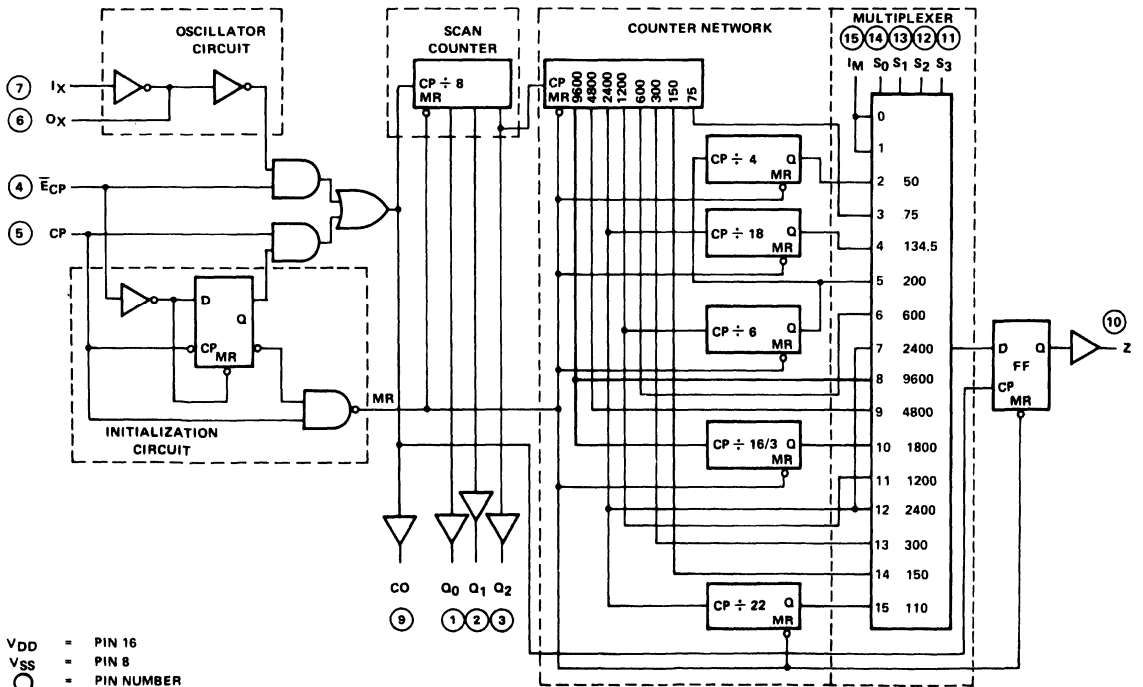 OSCILLATOR
CIRCUIT
SCAN
COUNTER
COUNTER NETWORK
MULTIPLEXER
15 14 13 12 11
IM S0 S1 S2 S3
7 IX
6 OX
4 E̅CP
5 CP
CP ÷ 8
MR
CP
MR
9600
4800
2400
1200
600
300
150
75
CP ÷ 4 Q
MR
CP ÷ 18 Q
MR
CP ÷ 6 Q
MR
CP ÷ 16/3 Q
MR
CP ÷ 22 Q
MR
0
1
2 50
3 75
4 134.5
5 200
6 600
7 2400
8 9600
9 4800
10 1800
11 1200
12 2400
13 300
14 150
15 110
D Q
FF
CP
MR
10
Z
D
Q
CP
MR
MR
INITIALIZATION
CIRCUIT
CO Q0 Q1 Q2
9 1 2 3
VDD = PIN 16
VSS = PIN 8
◯ = PIN NUMBER